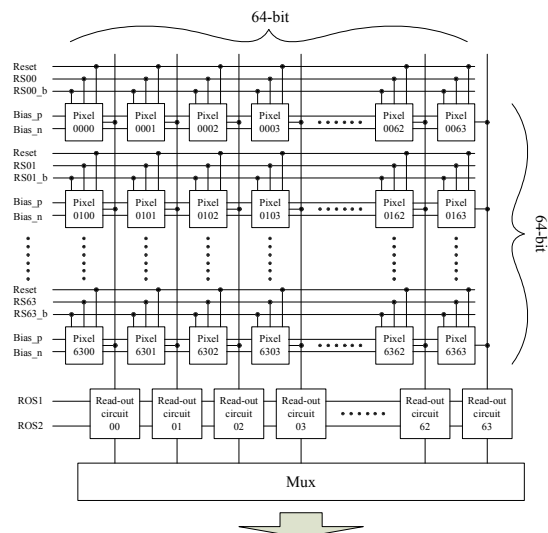 64-bit
Reset
RS00
RS00_b
Bias_p
Bias_n
Pixel 0000
Pixel 0001
Pixel 0002
Pixel 0003
Pixel 0062
Pixel 0063
Reset
RS01
RS01_b
Bias_p
Bias_n
Pixel 0100
Pixel 0101
Pixel 0102
Pixel 0103
Pixel 0162
Pixel 0163
64-bit
Reset
RS63
RS63_b
Bias_p
Bias_n
Pixel 6300
Pixel 6301
Pixel 6302
Pixel 6303
Pixel 6362
Pixel 6363
ROS1
ROS2
Read-out circuit 00
Read-out circuit 01
Read-out circuit 02
Read-out circuit 03
Read-out circuit 62
Read-out circuit 63
Mux